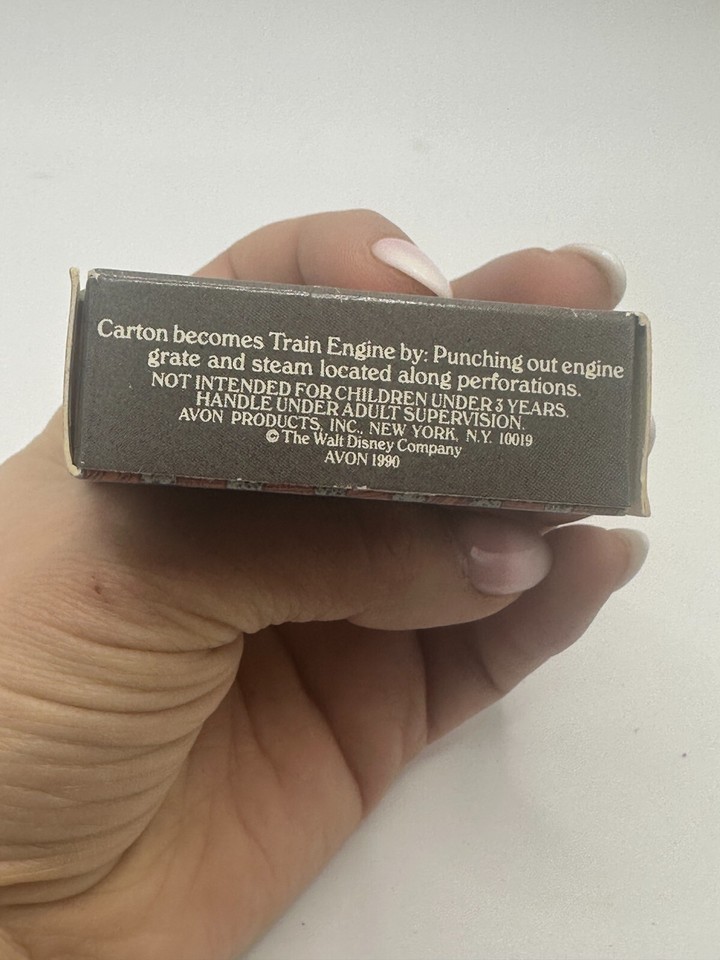 Carton becomes Train Engine by: Punching out engine
grate and steam located along perforations.
NOT INTENDED FOR CHILDREN UNDER 3 YEARS.
HANDLE UNDER ADULT SUPERVISION.
AVON PRODUCTS, INC., NEW YORK, N.Y. 10019
© The Walt Disney Company
AVON 1990